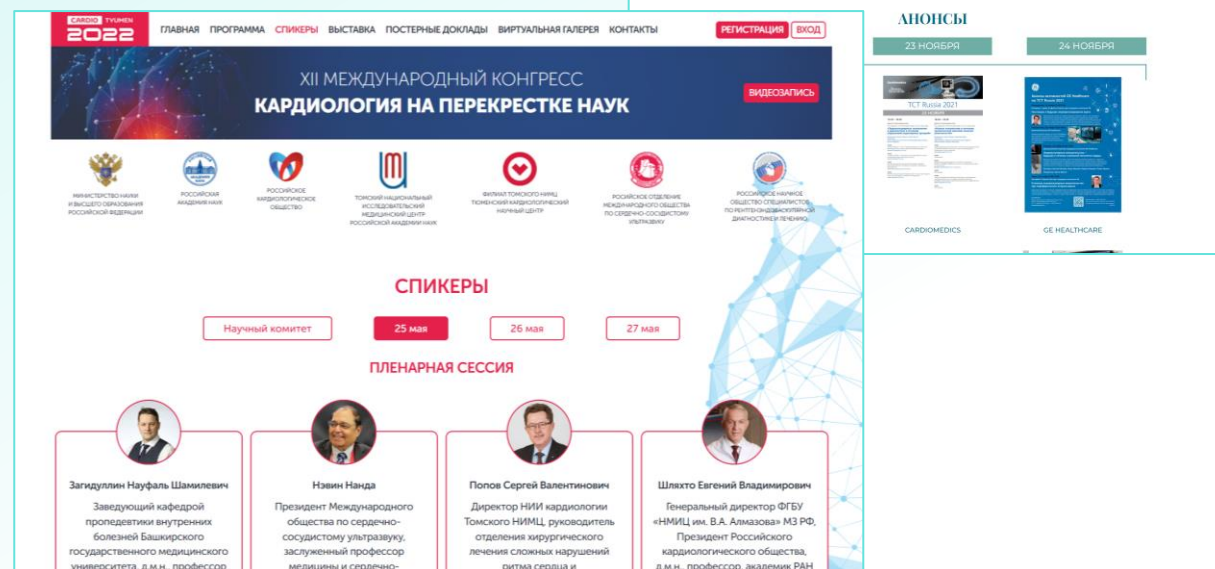 CARDIO TYUMEN
2022
ГЛАВНАЯ ПРОГРАММА СПИКЕРЫ ВЫСТАВКА ПОСТЕРНЫЕ ДОКЛАДЫ ВИРТУАЛЬНАЯ ГАЛЕРЕЯ КОНТАКТЫ
РЕГИСТРАЦИЯ ВХОД
XII МЕЖДУНАРОДНЫЙ КОНГРЕСС
КАРДИОЛОГИЯ НА ПЕРЕКРЕСТКЕ НАУК
ВИДЕОЗАПИСЬ
МИНИСТЕРСТВО НАУКИ
И ВЫСШЕГО ОБРАЗОВАНИЯ
РОССИЙСКОЙ ФЕДЕРАЦИИ
РОССИЙСКАЯ
АКАДЕМИЯ НАУК
РОССИЙСКОЕ
КАРДИОЛОГИЧЕСКОЕ
ОБЩЕСТВО
ТОМСКИЙ НАЦИОНАЛЬНЫЙ
ИССЛЕДОВАТЕЛЬСКИЙ
МЕДИЦИНСКИЙ ЦЕНТР
РОССИЙСКОЙ АКАДЕМИИ НАУК
ФИЛИАЛ ТОМСКОГО НИМЦ
ТЮМЕНСКИЙ КАРДИОЛОГИЧЕСКИЙ
НАУЧНЫЙ ЦЕНТР
РОСИЙСКОЕ ОТДЕЛЕНИЕ
МЕЖДУНАРОДНОГО ОБЩЕСТВА
ПО СЕРДЕЧНО-СОСУДИСТОМУ
УЛЬТРАЗВУКУ
РОССИЙСКОЕ НАУЧНОЕ
ОБЩЕСТВО СПЕЦИАЛИСТОВ
ПО РЕНТГЕНЭНДОВАСКУЛЯРНОЙ
ДИАГНОСТИКЕ И ЛЕЧЕНИЮ
СПИКЕРЫ
Научный комитет 25 мая 26 мая 27 мая
ПЛЕНАРНАЯ СЕССИЯ
Загидуллин Науфаль Шамилевич
Заведующий кафедрой
пропедевтики внутренних
болезней Башкирского
государственного медицинского
университета, д.м.н., профессор
Нэвин Нанда
Президент Международного
общества по сердечно-
сосудистому ультразвуку,
заслуженный профессор
медицины и сердечно-
Попов Сергей Валентинович
Директор НИИ кардиологии
Томского НИМЦ, руководитель
отделения хирургического
лечения сложных нарушений
ритма сердца и
Шляхто Евгений Владимирович
Генеральный директор ФГБУ
«НМИЦ им. В.А. Алмазова» МЗ РФ,
Президент Российского
кардиологического общества,
д.м.н., профессор, академик РАН
АНОНСЫ
23 НОЯБРЯ 24 НОЯБРЯ
TCT Russia 2021
CARDIOMEDICS GE HEALTHCARE